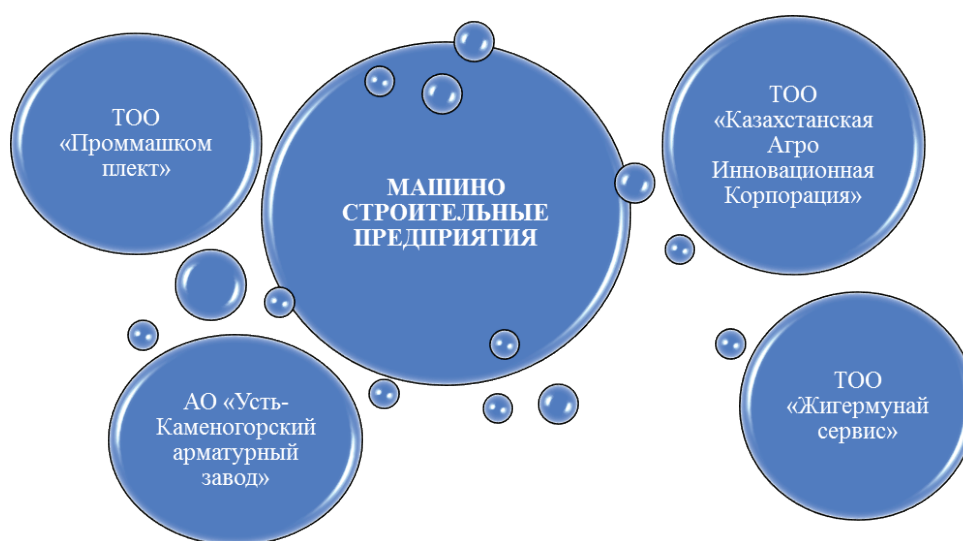 ТОО
«Проммашком
плект»
МАШИНО
СТРОИТЕЛЬНЫЕ
ПРЕДПРИЯТИЯ
ТОО
«Казахстанская
Агро
Инновационная
Корпорация»
АО «Усть-
Каменогорский
арматурный
завод»
ТОО
«Жигермунай
сервис»